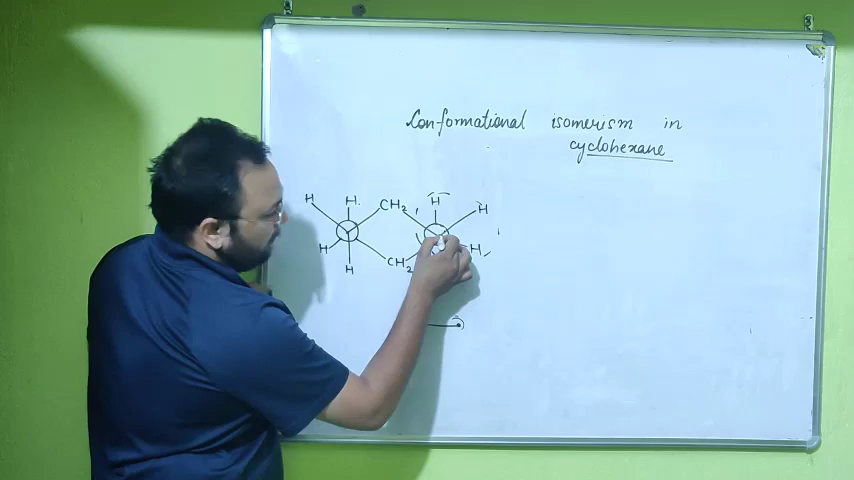 Conformational isomerism in
cyclohexane
H H CH2 H H
H H
H CH2